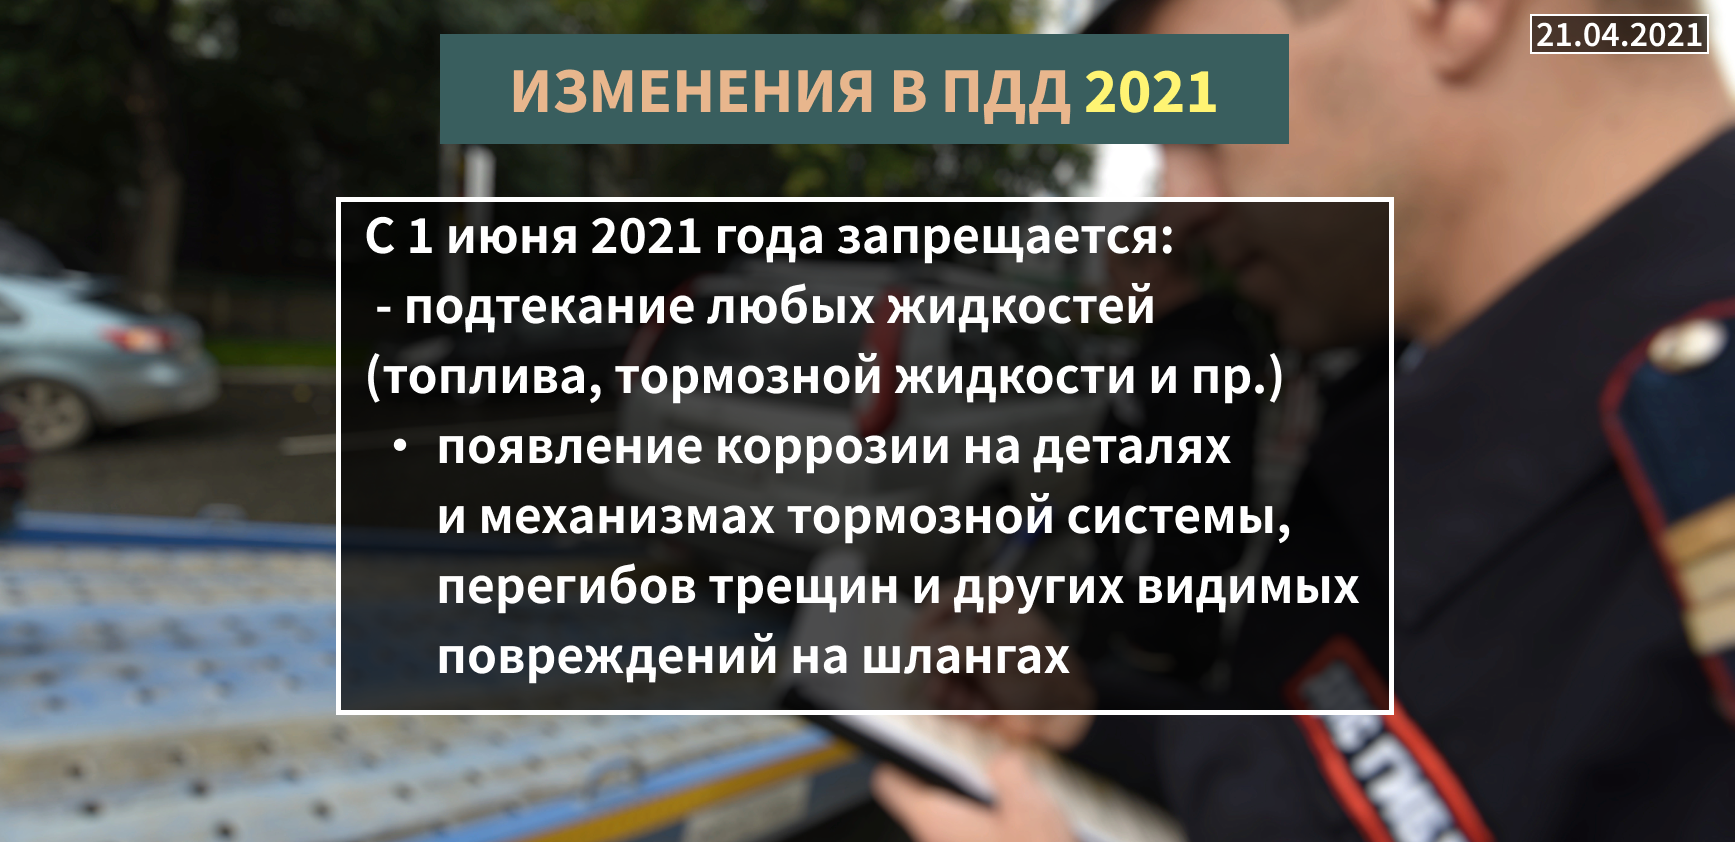 21.04.2021
ИЗМЕНЕНИЯ В ПДД 2021
С 1 июня 2021 года запрещается:
- подтекание любых жидкостей
(топлива, тормозной жидкости и пр.)
• появление коррозии на деталях
и механизмах тормозной системы,
перегибов трещин и других видимых
повреждений на шлангах